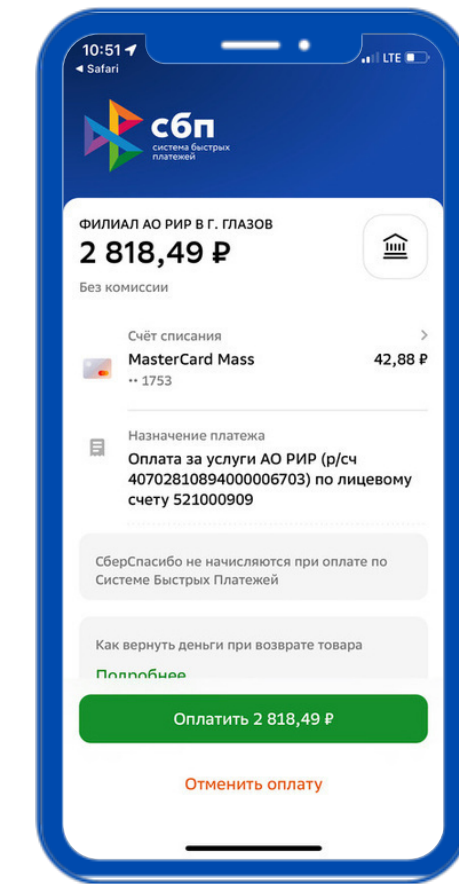 10:51
◀ Safari
LTE
сбп
система быстрых
платежей
ФИЛИАЛ АО РИР В Г. ГЛАЗОВ
2 818,49 ₽
Без комиссии
Счёт списания
MasterCard Mass 42,88 ₽
·· 1753
Назначение платежа
Оплата за услуги АО РИР (р/сч
40702810894000006703) по лицевому
счету 521000909
СберСпасибо не начисляются при оплате по
Системе Быстрых Платежей
Как вернуть деньги при возврате товара
Подробнее
Оплатить 2 818,49 ₽
Отменить оплату